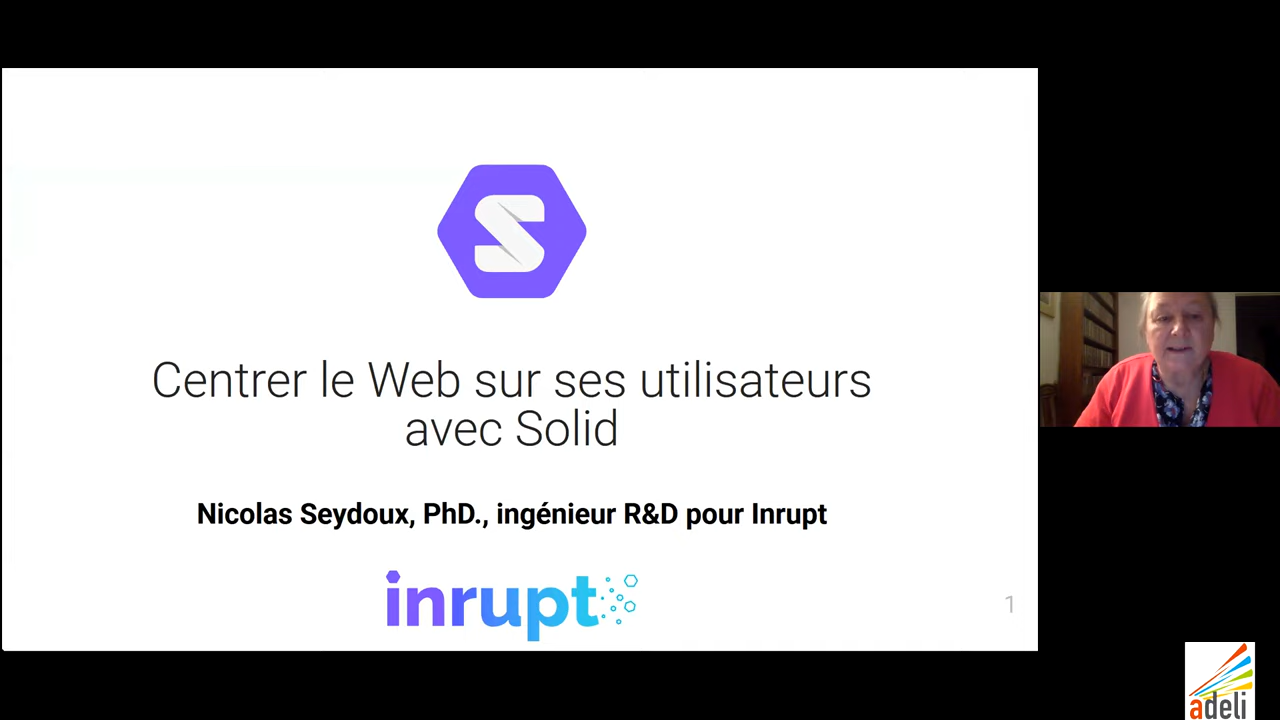 S
Centrer le Web sur ses utilisateurs
avec Solid
Nicolas Seydoux, PhD., ingénieur R&D pour Inrupt
inrupt
1
adeli